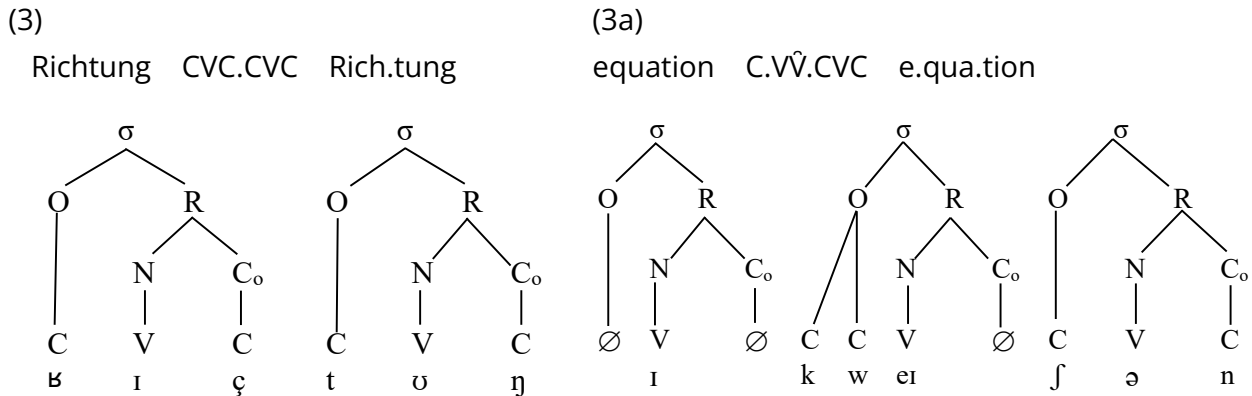 (3) (3a)
Richtung CVC.CVC Rich.tung equation C.VV̑.CVC e.qua.tion
σ σ σ σ σ
O R O R O R O R O R
N Cₒ N Cₒ N Cₒ N Cₒ N Cₒ
C V C C V C ∅ V ∅ C C V ∅ C V C
ʁ ɪ ç t ʊ ŋ ɪ k w eɪ ʃ ə n